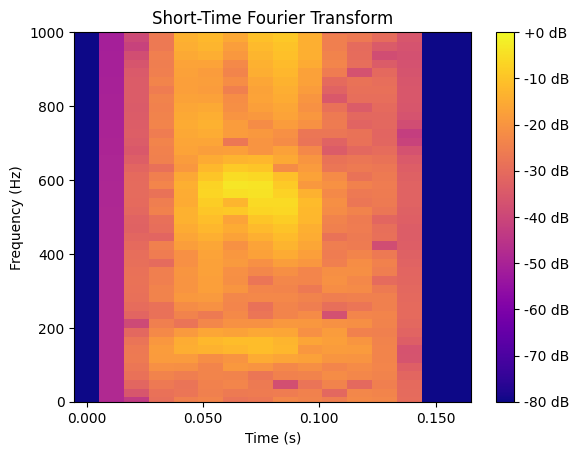 Short-Time Fourier Transform
Frequency (Hz)
1000
800
600
400
200
0
0.000
0.050
0.100
0.150
Time (s)
+0 dB
-10 dB
-20 dB
-30 dB
-40 dB
-50 dB
-60 dB
-70 dB
-80 dB